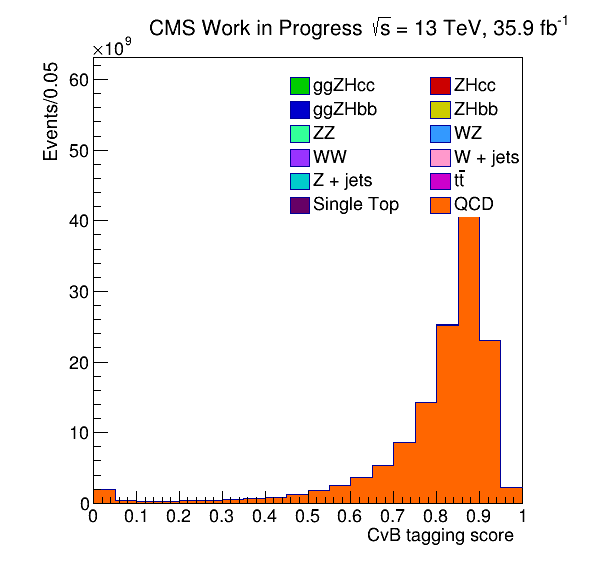 CMS Work in Progress √s = 13 TeV, 35.9 fb⁻¹
×10⁹
Events/0.05
60
50
40
30
20
10
0
ggZHcc ZHcc
ggZHbb ZHbb
ZZ WZ
WW W + jets
Z + jets tt̄
Single Top QCD
0 0.1 0.2 0.3 0.4 0.5 0.6 0.7 0.8 0.9 1
CvB tagging score